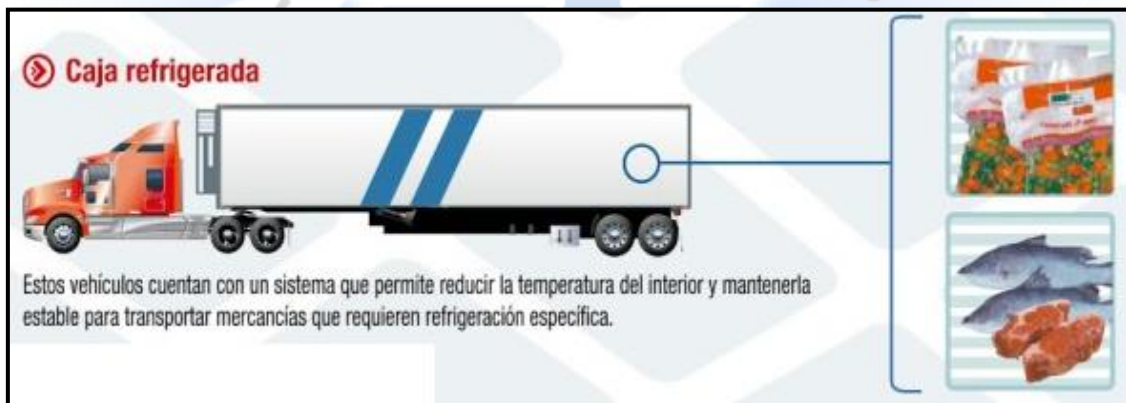 Caja refrigerada
Estos vehículos cuentan con un sistema que permite reducir la temperatura del interior y mantenerla
estable para transportar mercancías que requieren refrigeración específica.